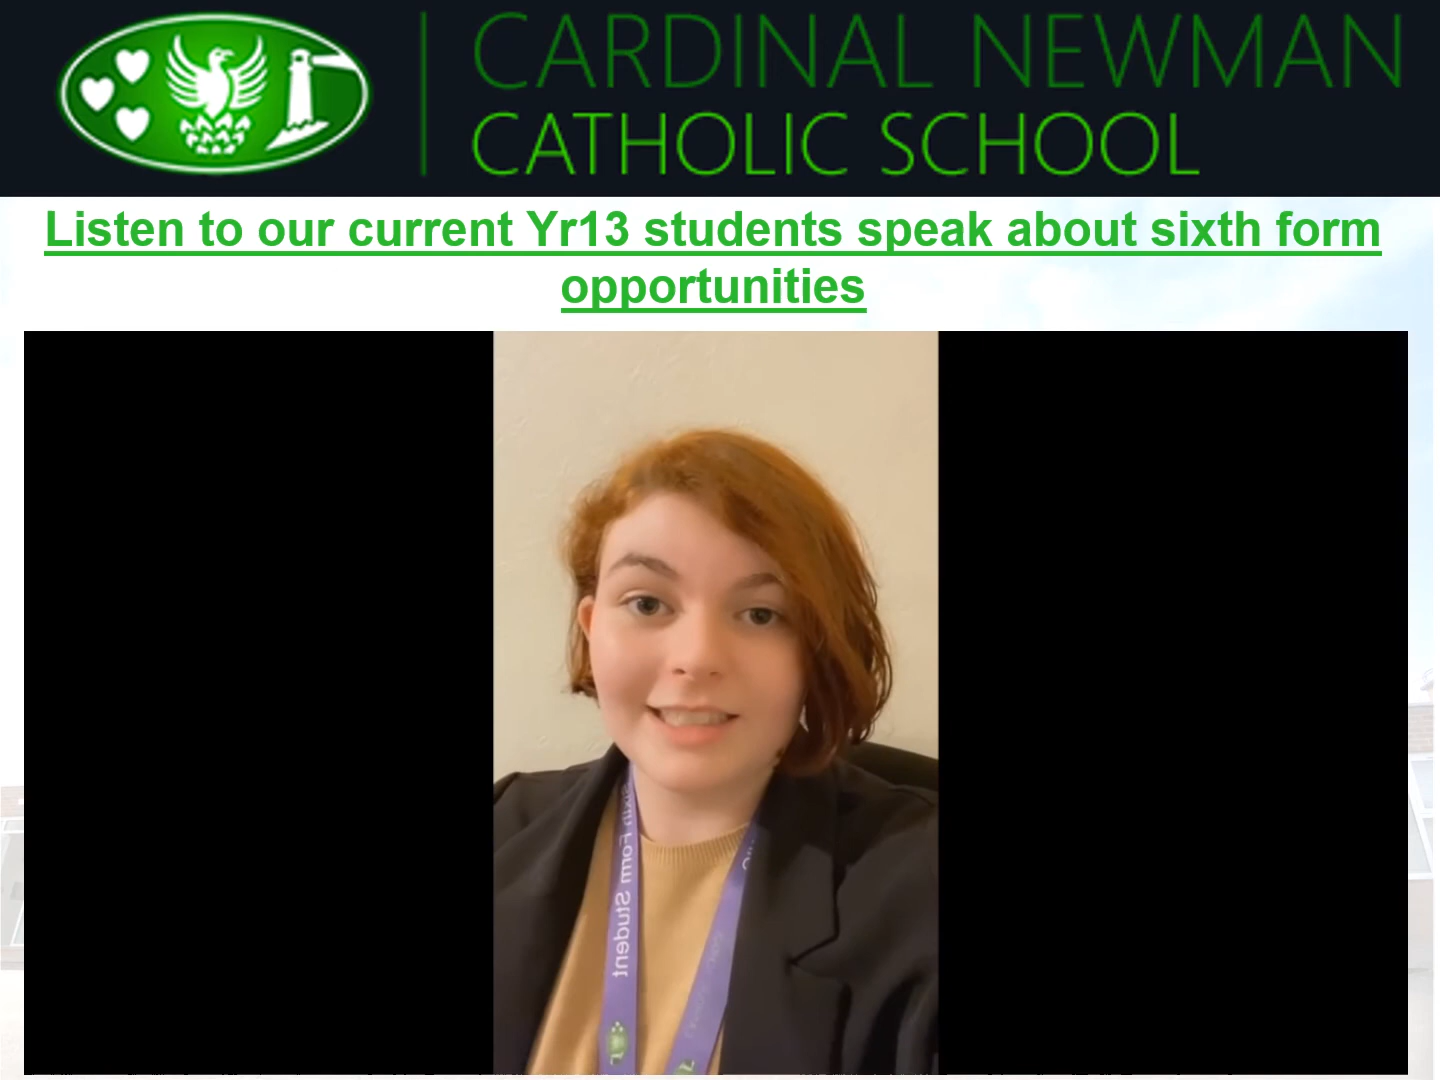 CARDINAL NEWMAN
CATHOLIC SCHOOL
Listen to our current Yr13 students speak about sixth form
opportunities
Sixth Form Student